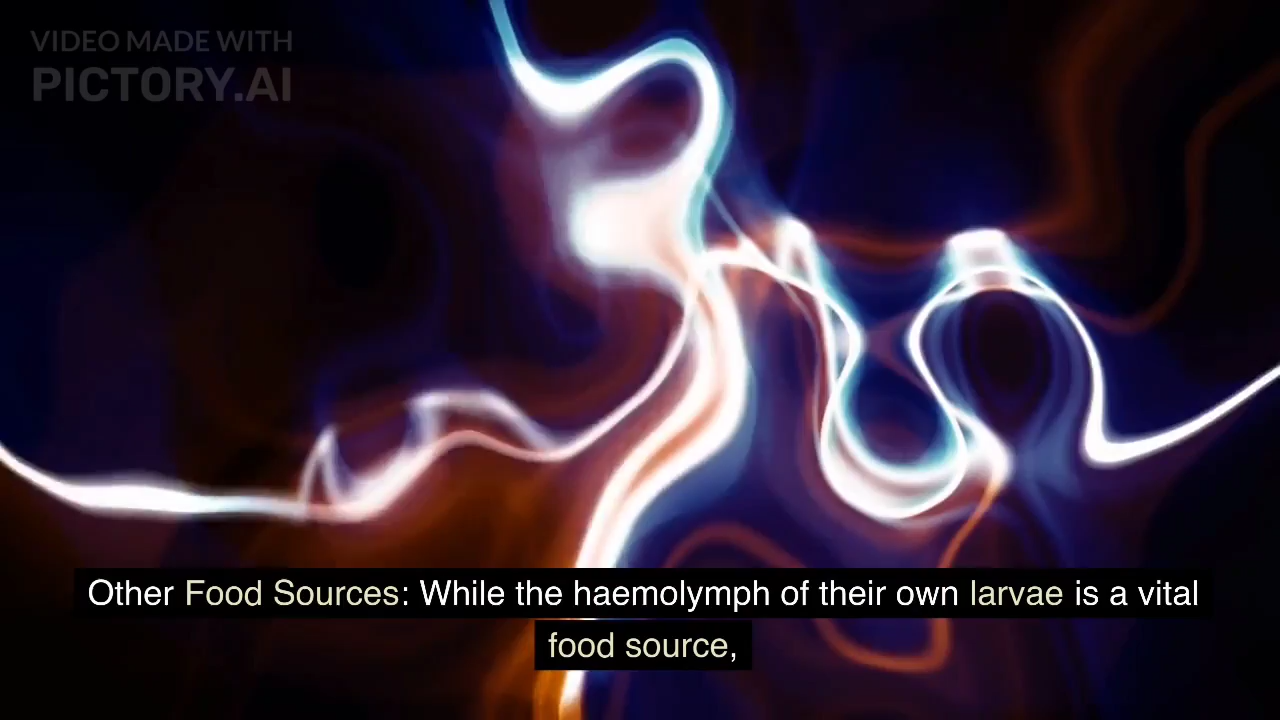 VIDEO MADE WITH
PICTORY.AI
Other Food Sources: While the haemolymph of their own larvae is a vital
food source,